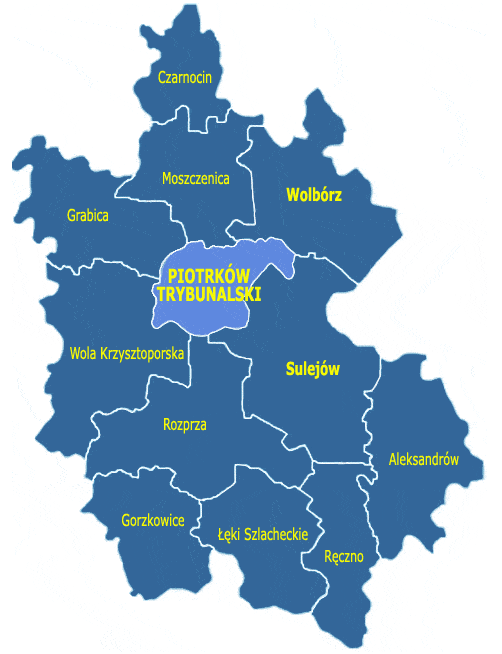 Czarnocin
Moszczenica
Wolbórz
Grabica
PIOTRKÓW
TRYBUNALSKI
Wola Krzysztoporska
Sulejów
Rozprza
Aleksandrów
Gorzkowice
Łęki Szlacheckie
Ręczno